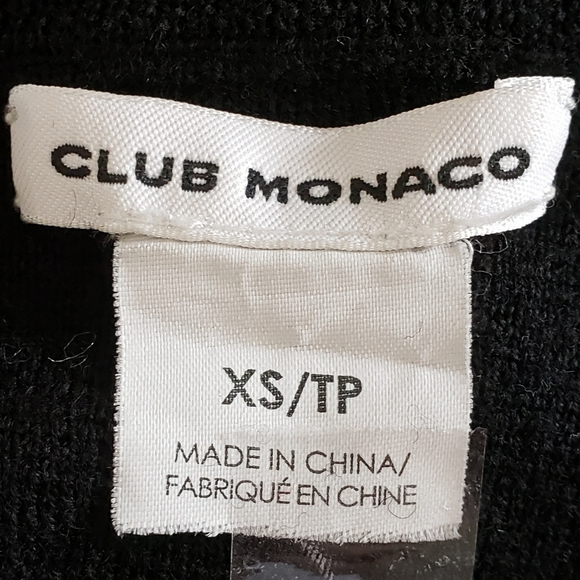 CLUB MONACO
XS/TP
MADE IN CHINA/
FABRIQUÉ EN CHINE